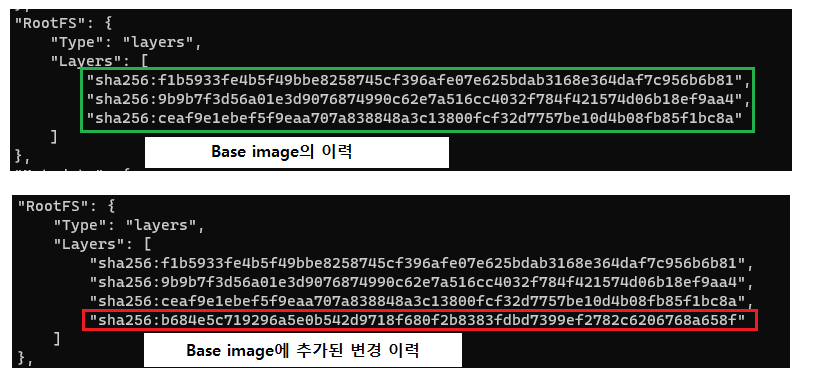 "RootFS": {
"Type": "layers",
"Layers": [
"sha256:f1b5933fe4b5f49bbe8258745cf396afe07e625bdab3168e364daf7c956b6b81",
"sha256:9b9b7f3d56a01e3d9076874990c62e7a516cc4032f784f421574d06b18ef9aa4",
"sha256:ceaf9e1ebef5f9eaa707a838848a3c13800fcf32d7757be10d4b08fb85f1bc8a"
]
},
Base image의 이력
"RootFS": {
"Type": "layers",
"Layers": [
"sha256:f1b5933fe4b5f49bbe8258745cf396afe07e625bdab3168e364daf7c956b6b81",
"sha256:9b9b7f3d56a01e3d9076874990c62e7a516cc4032f784f421574d06b18ef9aa4",
"sha256:ceaf9e1ebef5f9eaa707a838848a3c13800fcf32d7757be10d4b08fb85f1bc8a",
"sha256:b684e5c719296a5e0b542d9718f680f2b8383fdbd7399ef2782c6206768a658f"
]
},
Base image에 추가된 변경 이력